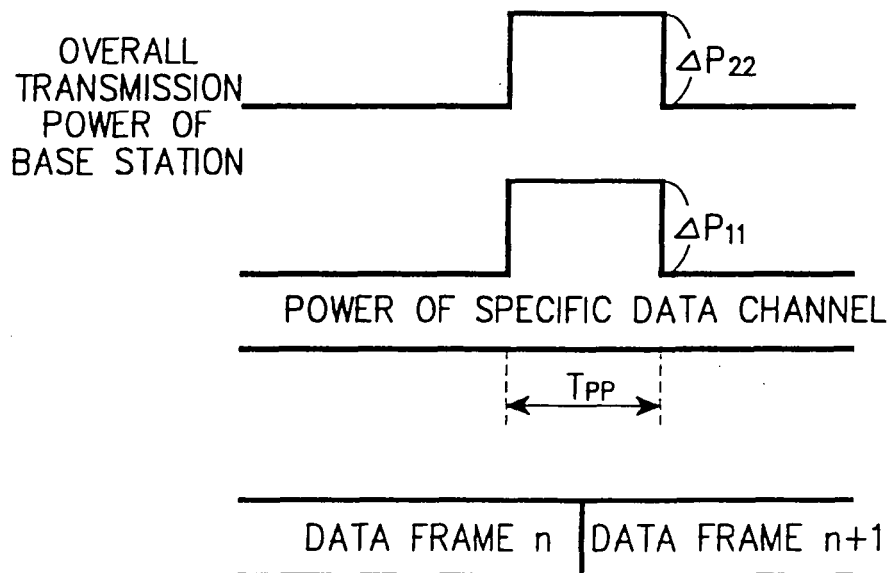 OVERALL
TRANSMISSION
POWER OF
BASE STATION
ΔP22
ΔP11
POWER OF SPECIFIC DATA CHANNEL
TPP
DATA FRAME n
DATA FRAME n+1